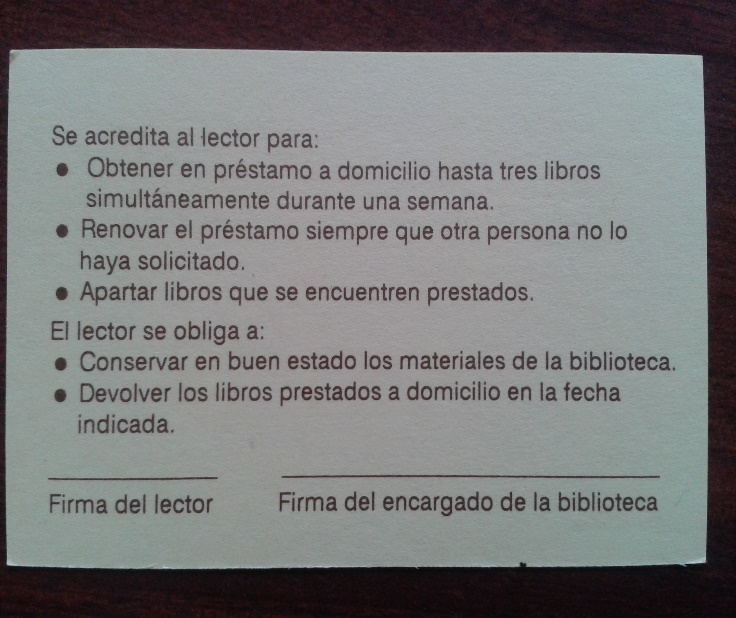 Se acredita al lector para:
● Obtener en préstamo a domicilio hasta tres libros
simultáneamente durante una semana.
● Renovar el préstamo siempre que otra persona no lo
haya solicitado.
● Apartar libros que se encuentren prestados.
El lector se obliga a:
● Conservar en buen estado los materiales de la biblioteca.
● Devolver los libros prestados a domicilio en la fecha
indicada.
Firma del lector Firma del encargado de la biblioteca